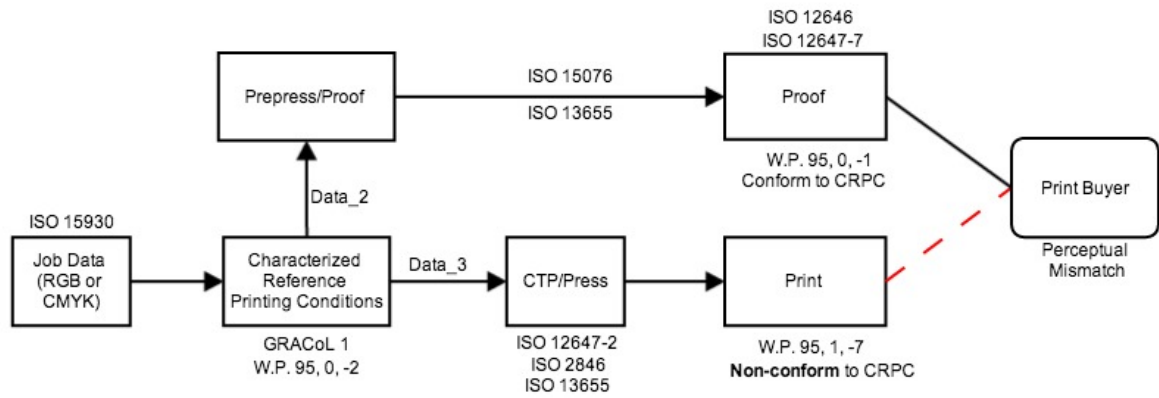 ISO 12646
ISO 12647-7
Prepress/Proof
ISO 15076
ISO 13655
Proof
W.P. 95, 0, -1
Conform to CRPC
Print Buyer
Perceptual
Mismatch
Data_2
ISO 15930
Job Data
(RGB or
CMYK)
Characterized
Reference
Printing Conditions
GRACoL 1
W.P. 95, 0, -2
Data_3
CTP/Press
ISO 12647-2
ISO 2846
ISO 13655
Print
W.P. 95, 1, -7
Non-conform to CRPC